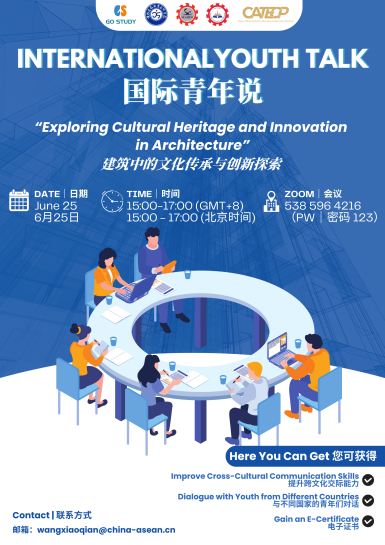 GO STUDY
CATECP
INTERNATIONALYOUTH TALK
国际青年说
“Exploring Cultural Heritage and Innovation
in Architecture”
建筑中的文化传承与创新探索
DATE｜日期
June 25
6月25日
TIME｜时间
15:00-17:00 (GMT+8)
15:00 - 17:00 (北京时间)
ZOOM｜会议
538 596 4216
（PW｜密码 123）
Here You Can Get 您可获得
Improve Cross-Cultural Communication Skills
提升跨文化交际能力
Dialogue with Youth from Different Countries
与不同国家的青年们对话
Gain an E-Certificate
电子证书
Contact | 联系方式
邮箱：wangxiaoqian@china-asean.cn